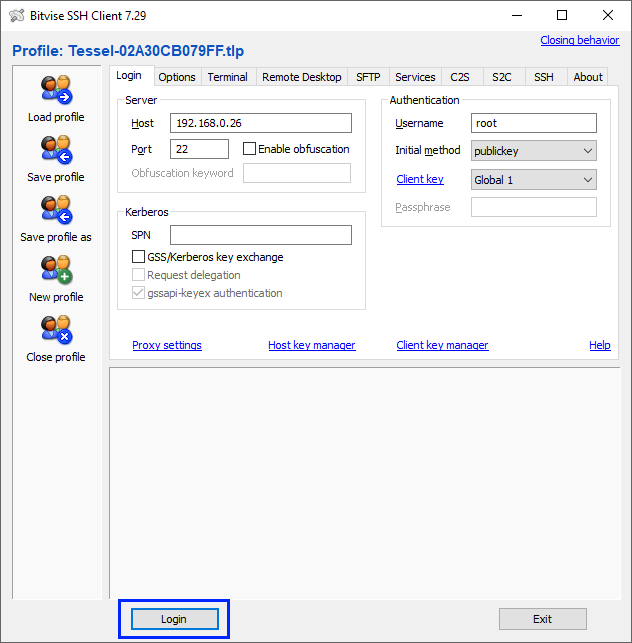 Bitvise SSH Client 7.29
Closing behavior
Profile: Tessel-02A30CB079FF.tlp
Load profile
Save profile
Save profile as
New profile
Close profile
Login Options Terminal Remote Desktop SFTP Services C2S S2C SSH About
Server
Host 192.168.0.26
Port 22 Enable obfuscation
Obfuscation keyword
Kerberos
SPN
GSS/Kerberos key exchange
Request delegation
gssapi-keyex authentication
Authentication
Username root
Initial method publickey
Client key Global 1
Passphrase
Proxy settings Host key manager Client key manager Help
Login Exit